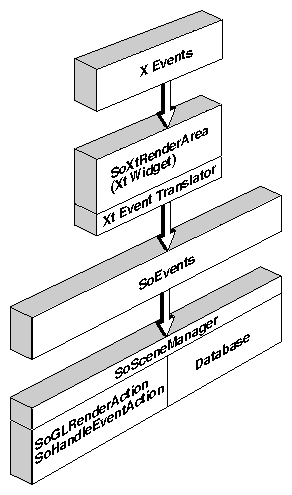 X Events
SoXtRenderArea
(Xt Widget)
Xt Event Translator
SoEvents
SoSceneManager
SoGLRenderAction
SoHandleEventAction
Database